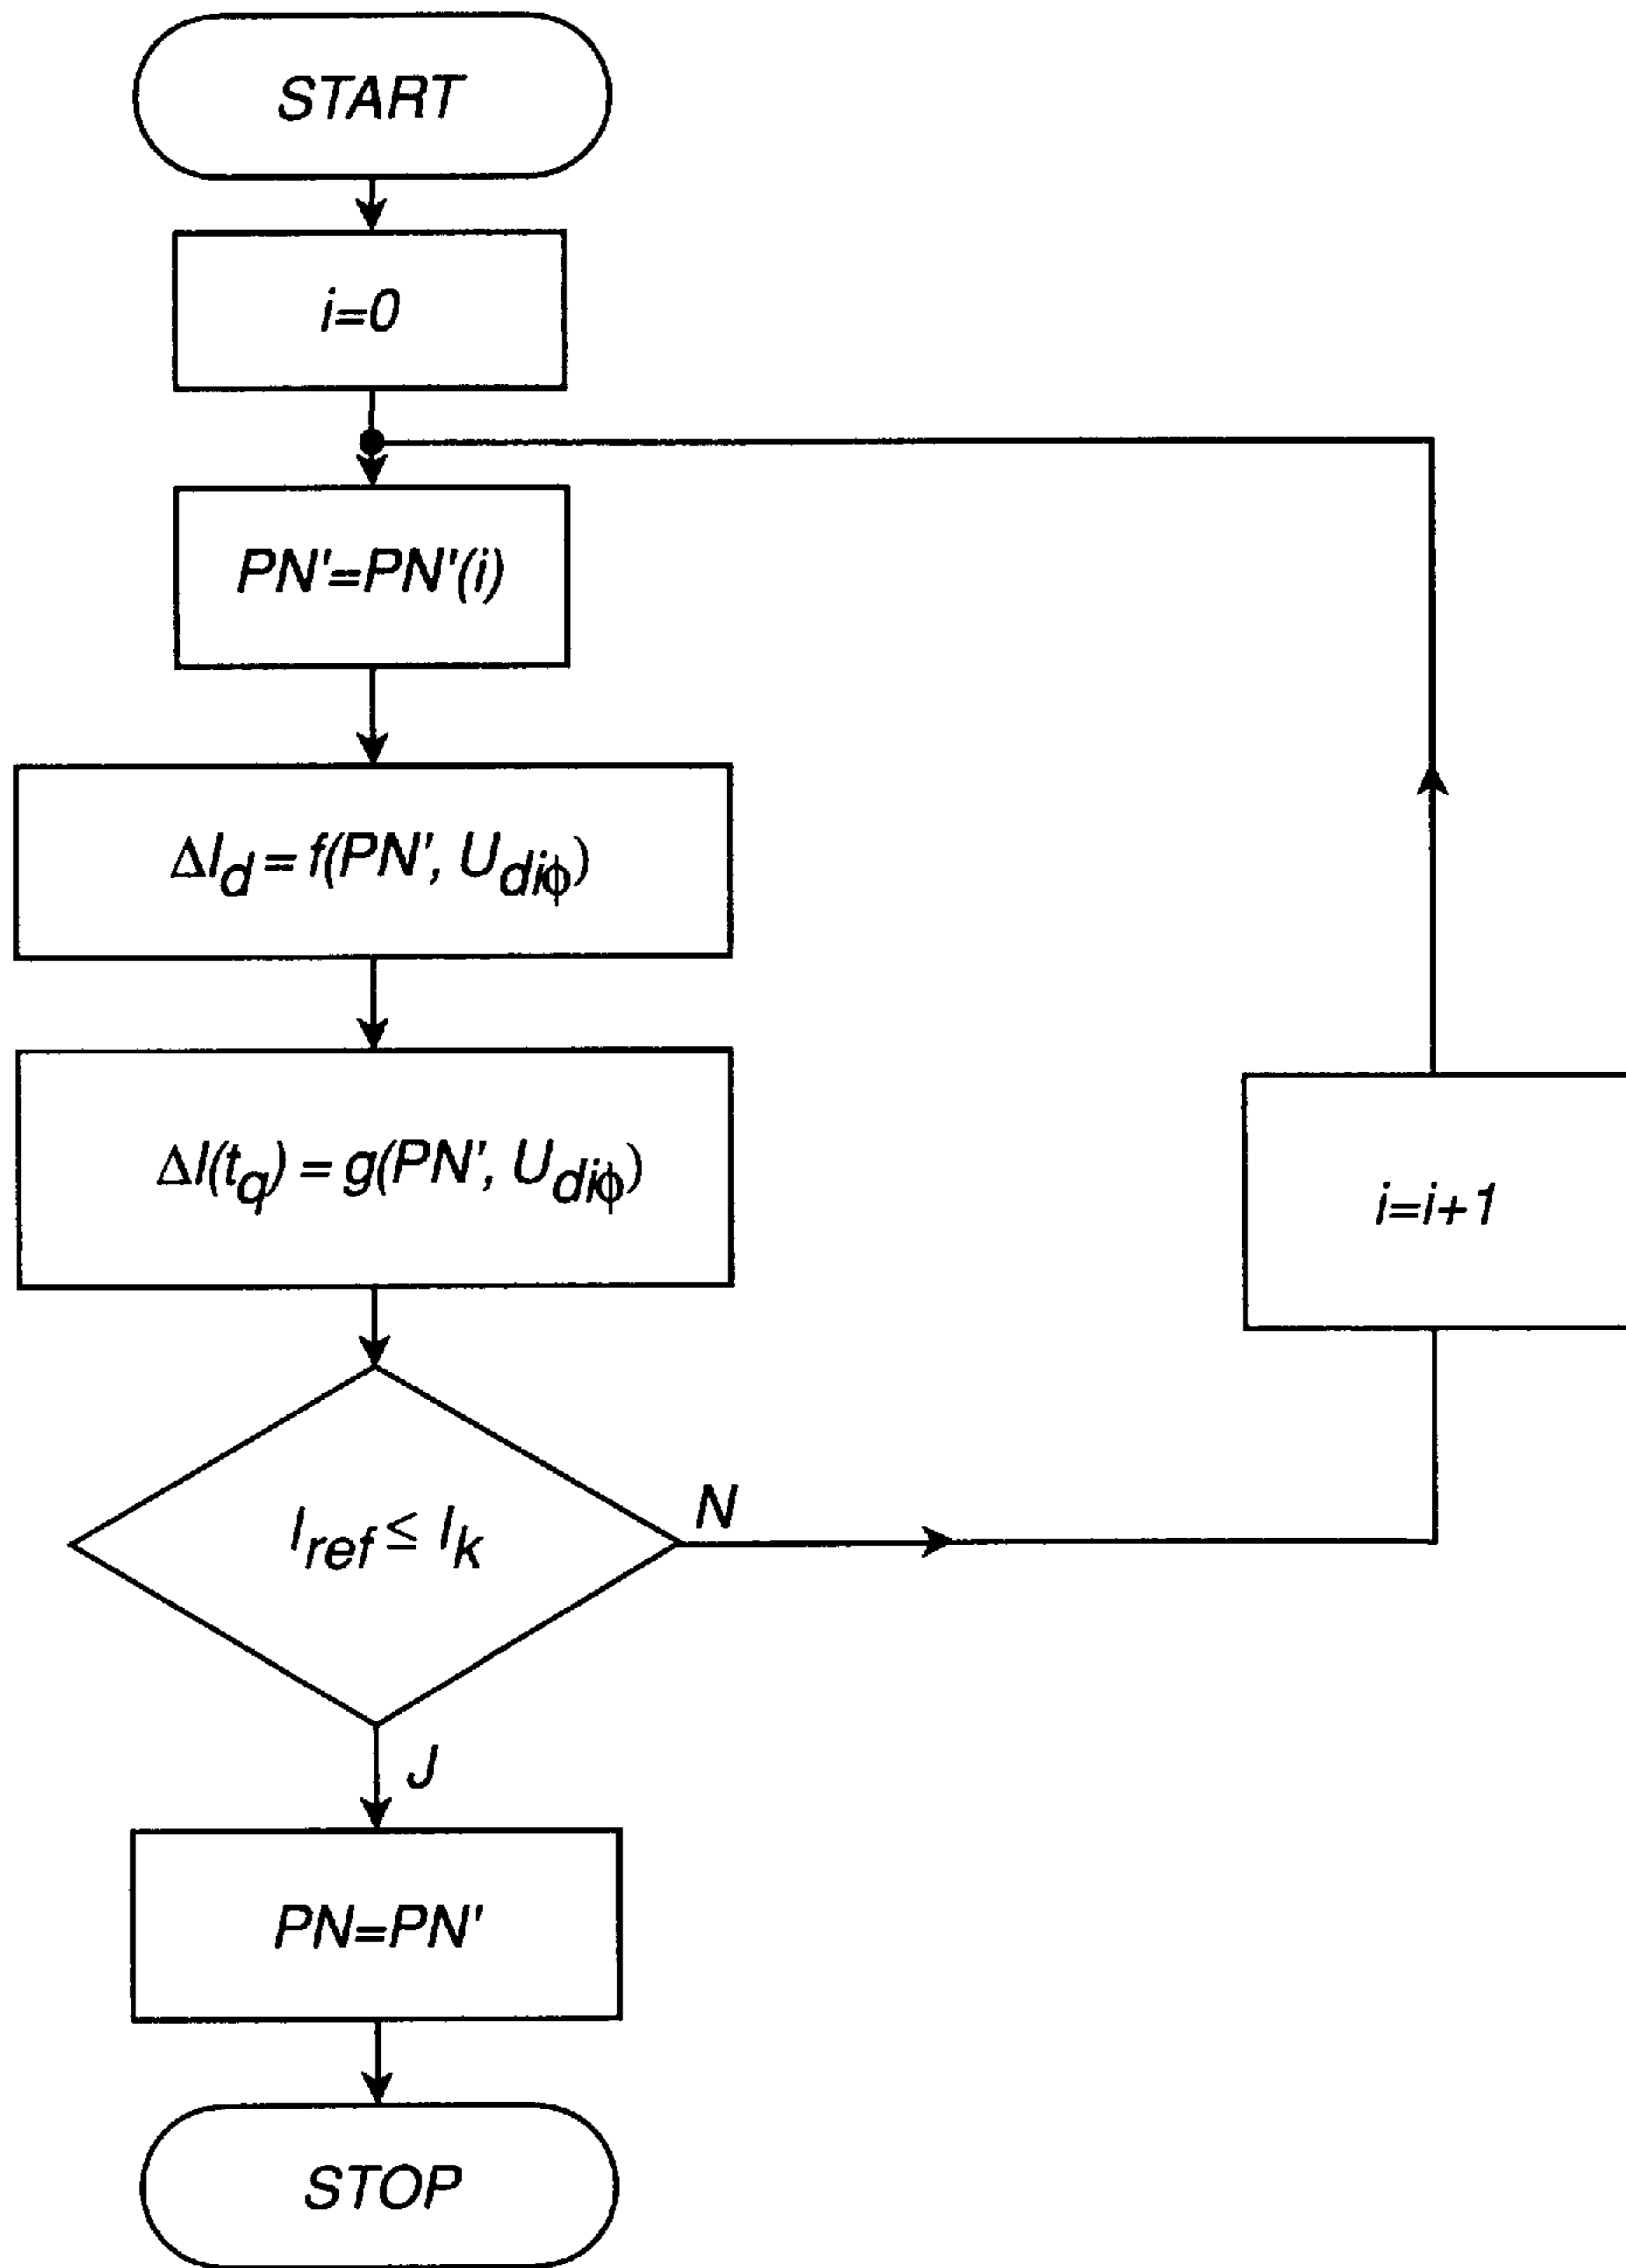 START
i=0
PN'=PN'(i)
ΔI_d = f(PN', U_diϕ)
ΔI(t_q) = g(PN', U_diϕ)
i=i+1
I_ref ≤ I_k
N
J
PN=PN'
STOP